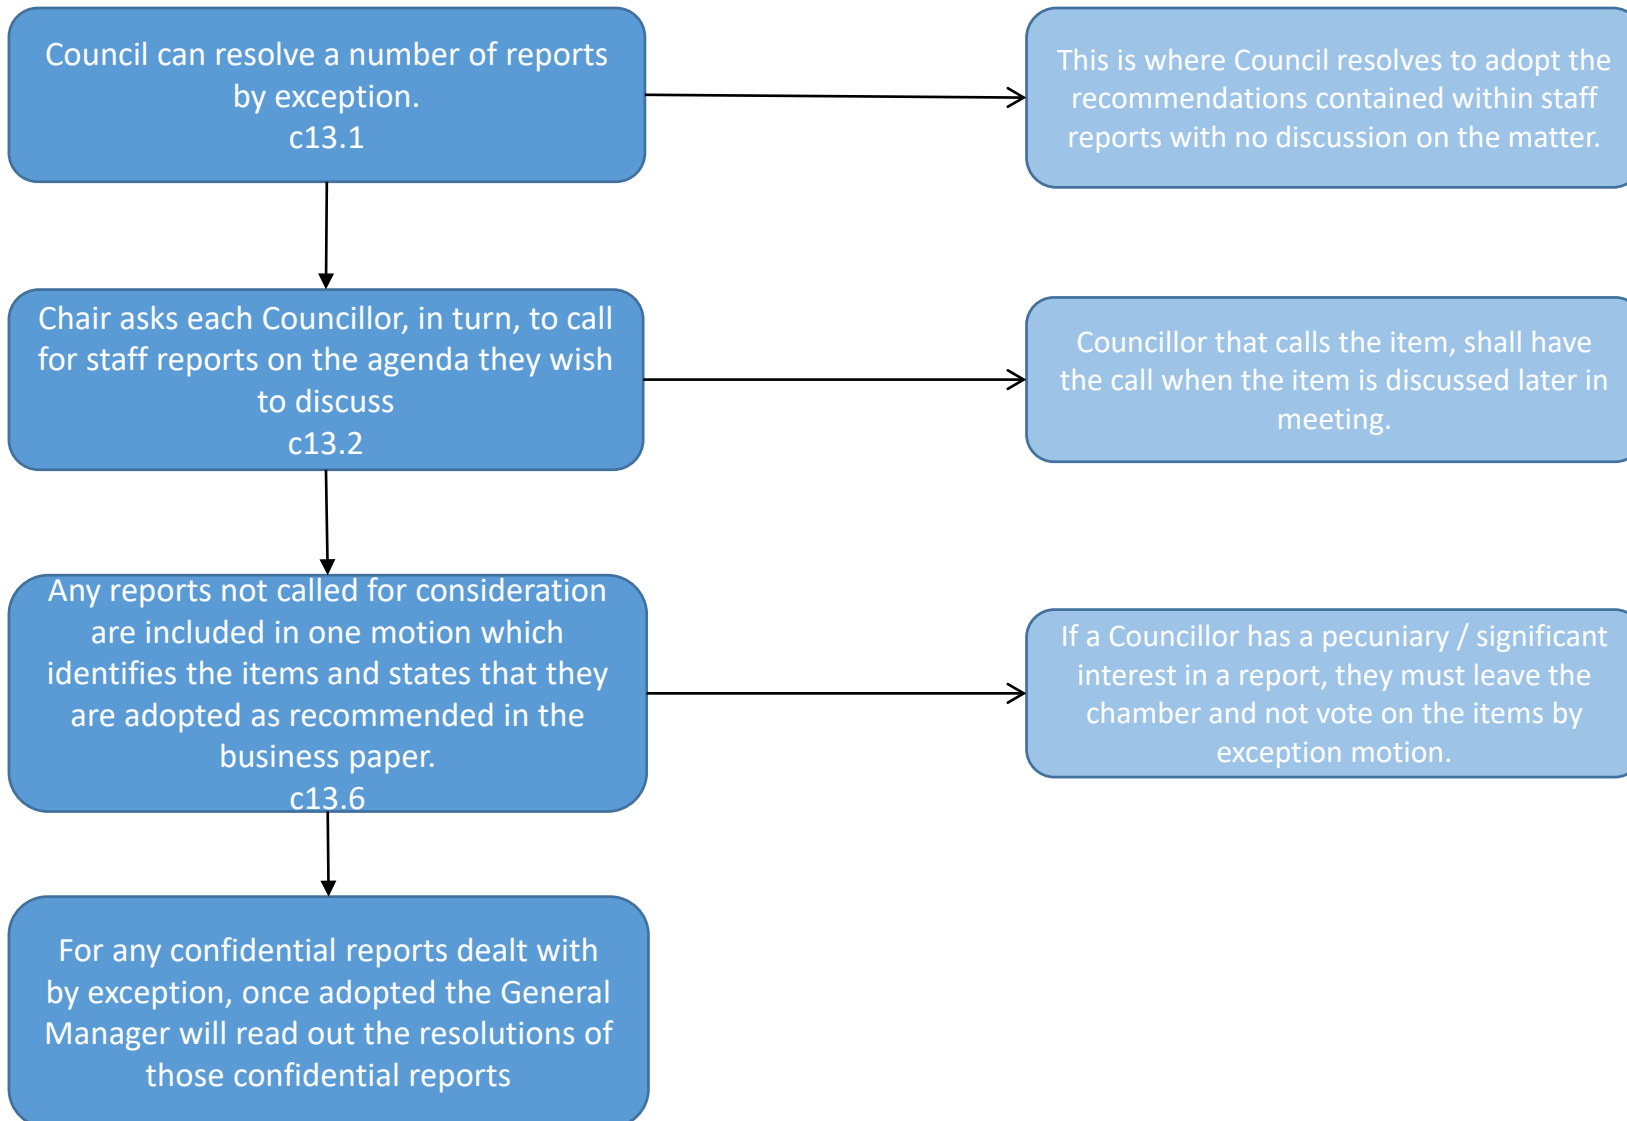 Council can resolve a number of reports
by exception.
c13.1
This is where Council resolves to adopt the
recommendations contained within staff
reports with no discussion on the matter.
Chair asks each Councillor, in turn, to call
for staff reports on the agenda they wish
to discuss
c13.2
Councillor that calls the item, shall have
the call when the item is discussed later in
meeting.
Any reports not called for consideration
are included in one motion which
identifies the items and states that they
are adopted as recommended in the
business paper.
c13.6
If a Councillor has a pecuniary / significant
interest in a report, they must leave the
chamber and not vote on the items by
exception motion.
For any confidential reports dealt with
by exception, once adopted the General
Manager will read out the resolutions of
those confidential reports